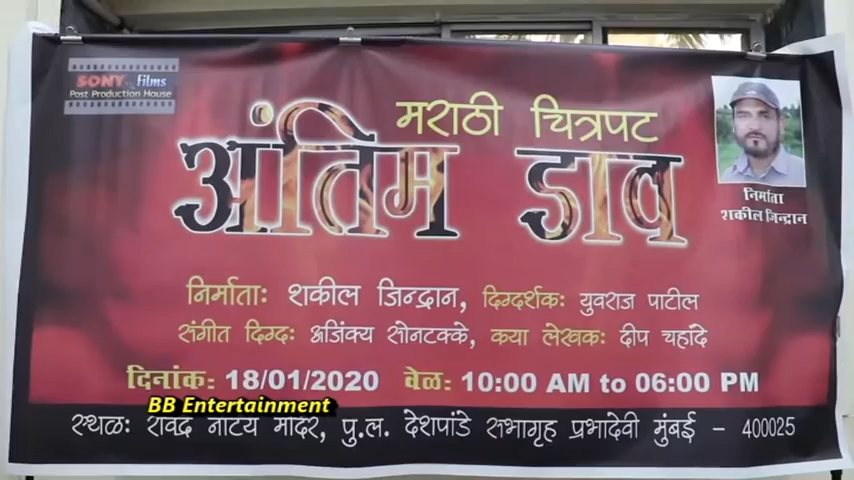 SONY Films
Post Production House
मराठी चित्रपट
अंतिम डाव
निर्माता
शकील जिन्द्रान
निर्माताः शकील जिन्द्रान, दिग्दर्शकः युवराज पाटील
संगीत दिग्दः अजिंक्य सोनटक्के, कथा लेखकः दीप चहांदे
दिनांकः 18/01/2020 वेळः 10:00 AM to 06:00 PM
BB Entertainment
स्थळः रावद्र नाटय मादर, पु.ल. देशपांडे सभागृह प्रभादेवी मुंबई - 400025